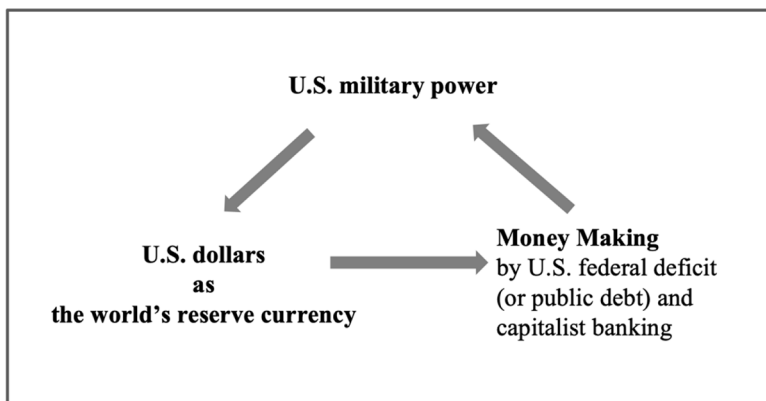 U.S. military power
U.S. dollars
as
the world’s reserve currency
Money Making
by U.S. federal deficit
(or public debt) and
capitalist banking